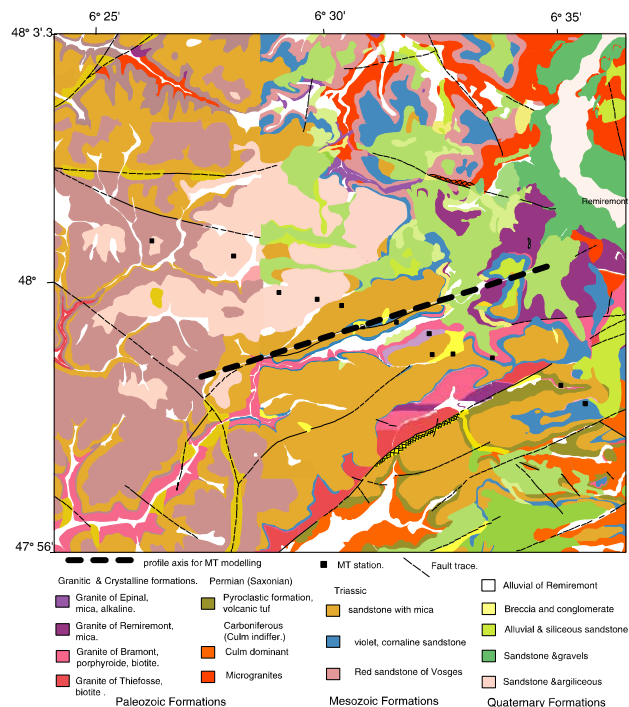 6° 25' 6° 30' 6° 35'
48° 3'.3
Remiremont
48°
47° 56'
profile axis for MT modelling
MT station.
Fault trace.
Granitic & Crystalline formations.
Granite of Epinal,
mica, alkaline.
Granite of Remiremont,
mica.
Granite of Bramont,
porphyroide, biotite.
Granite of Thiefosse,
biotite .
Permian (Saxonian)
Pyroclastic formation,
volcanic tuf
Carboniferous
(Culm indiffer.)
Culm dominant
Microgranites
Paleozoic Formations
Triassic
sandstone with mica
violet, cornaline sandstone
Red sandstone of Vosges
Mesozoic Formations
Alluvial of Remiremont
Breccia and conglomerate
Alluvial & siliceous sandstone
Sandstone &gravels
Sandstone &argiliceous
Quaternary Formations